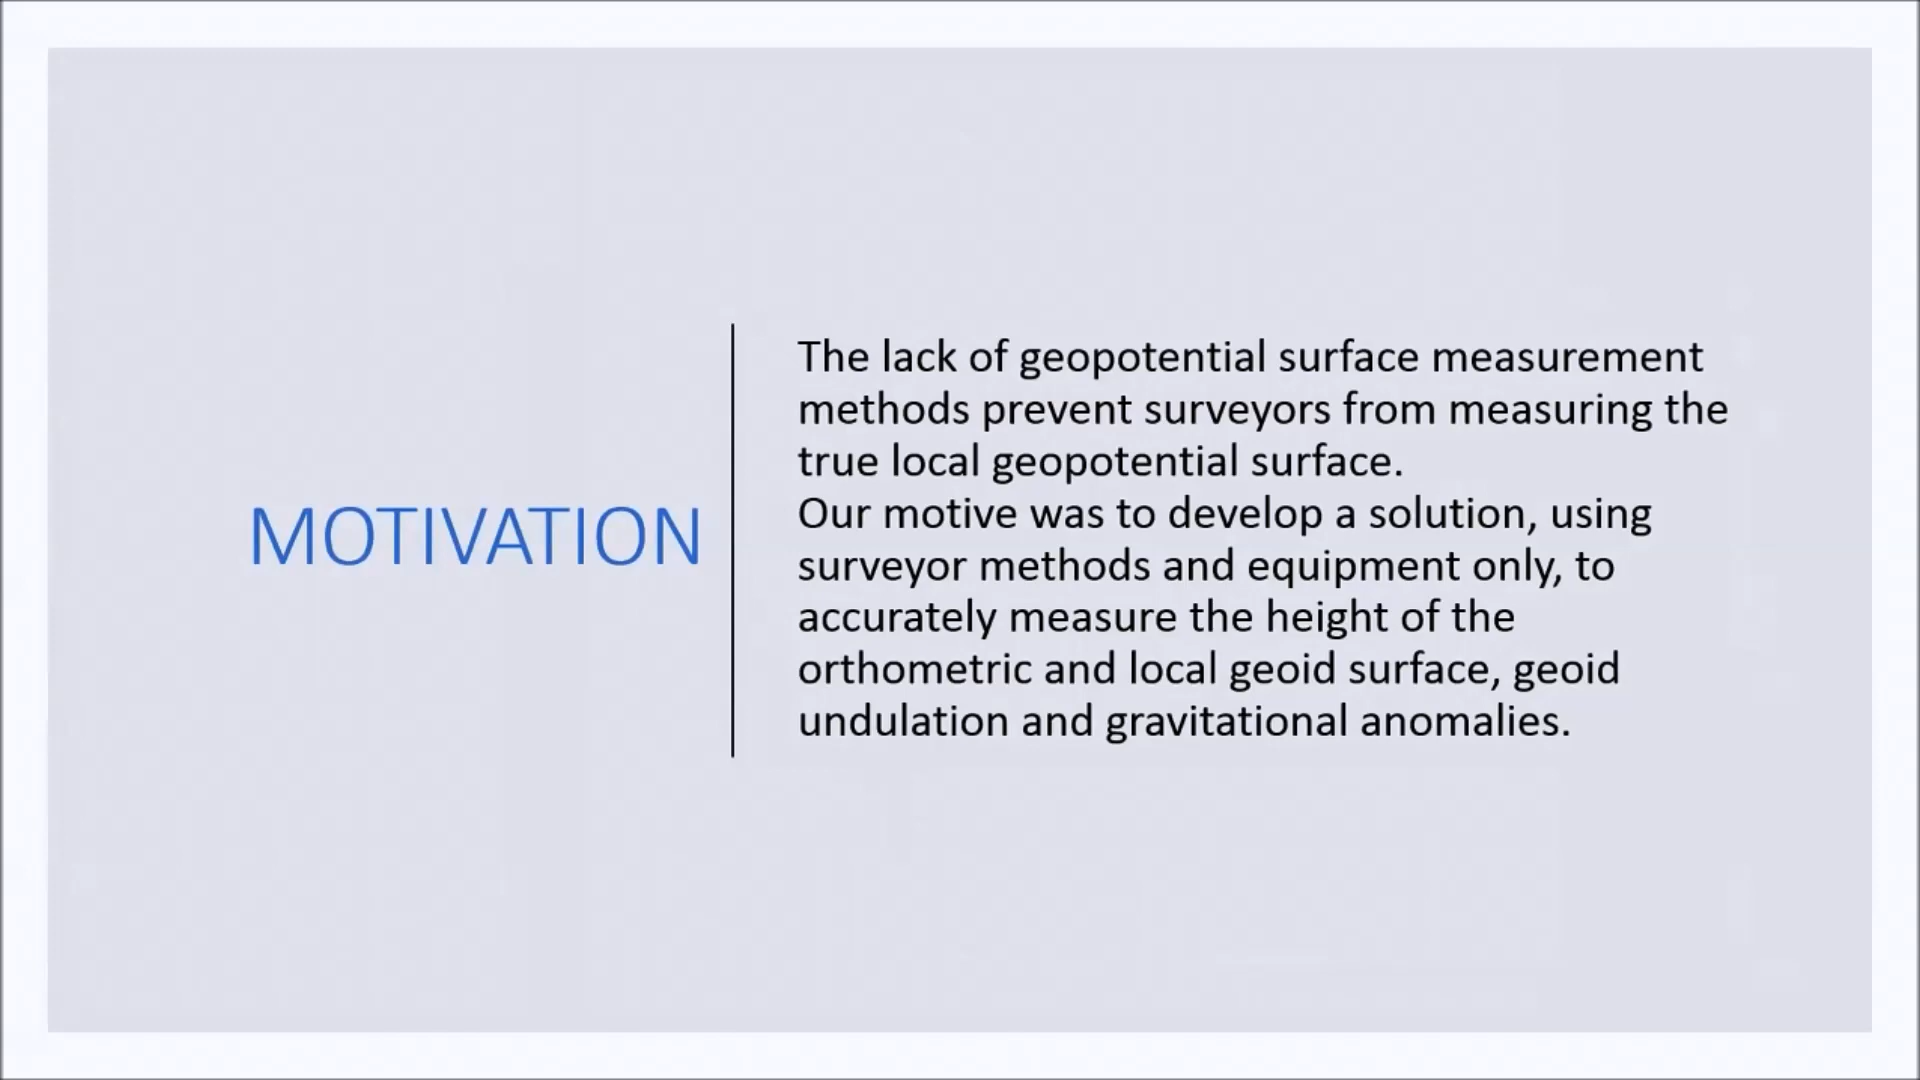 MOTIVATION
The lack of geopotential surface measurement
methods prevent surveyors from measuring the
true local geopotential surface.
Our motive was to develop a solution, using
surveyor methods and equipment only, to
accurately measure the height of the
orthometric and local geoid surface, geoid
undulation and gravitational anomalies.